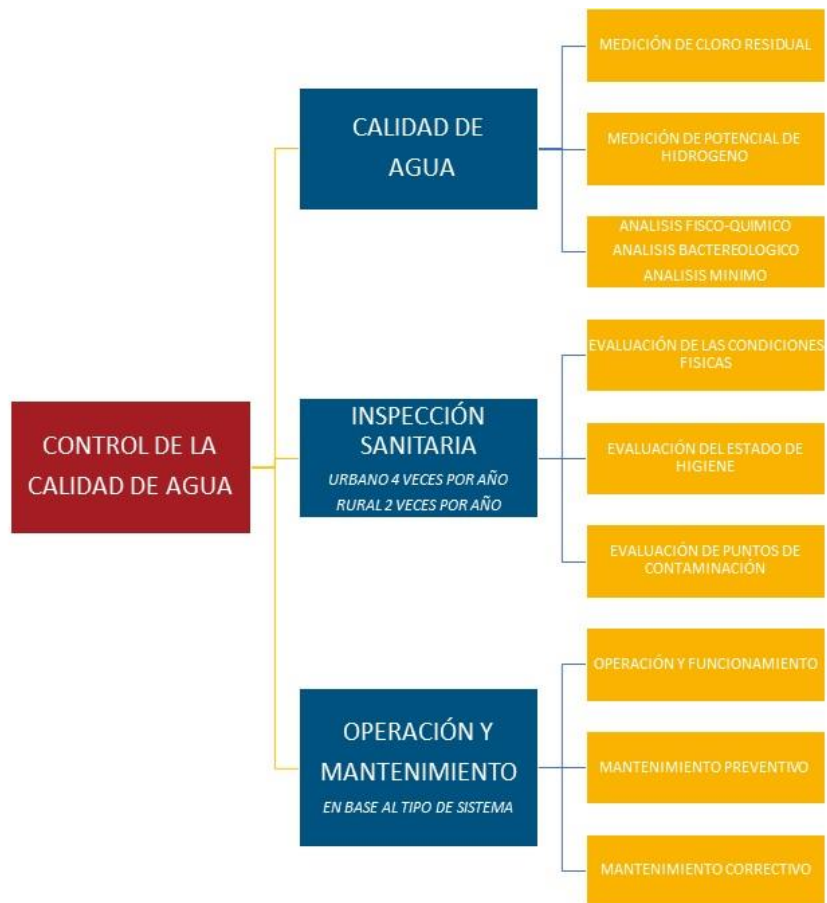 CONTROL DE LA
CALIDAD DE AGUA
CALIDAD DE
AGUA
MEDICIÓN DE CLORO RESIDUAL
MEDICIÓN DE POTENCIAL DE
HIDROGENO
ANALISIS FISCO-QUIMICO
ANALISIS BACTEREOLOGICO
ANALISIS MINIMO
INSPECCIÓN
SANITARIA
URBANO 4 VECES POR AÑO
RURAL 2 VECES POR AÑO
EVALUACIÓN DE LAS CONDICIONES
FISICAS
EVALUACIÓN DEL ESTADO DE
HIGIENE
EVALUACIÓN DE PUNTOS DE
CONTAMINACIÓN
OPERACIÓN Y
MANTENIMIENTO
EN BASE AL TIPO DE SISTEMA
OPERACIÓN Y FUNCIONAMIENTO
MANTENIMIENTO PREVENTIVO
MANTENIMIENTO CORRECTIVO